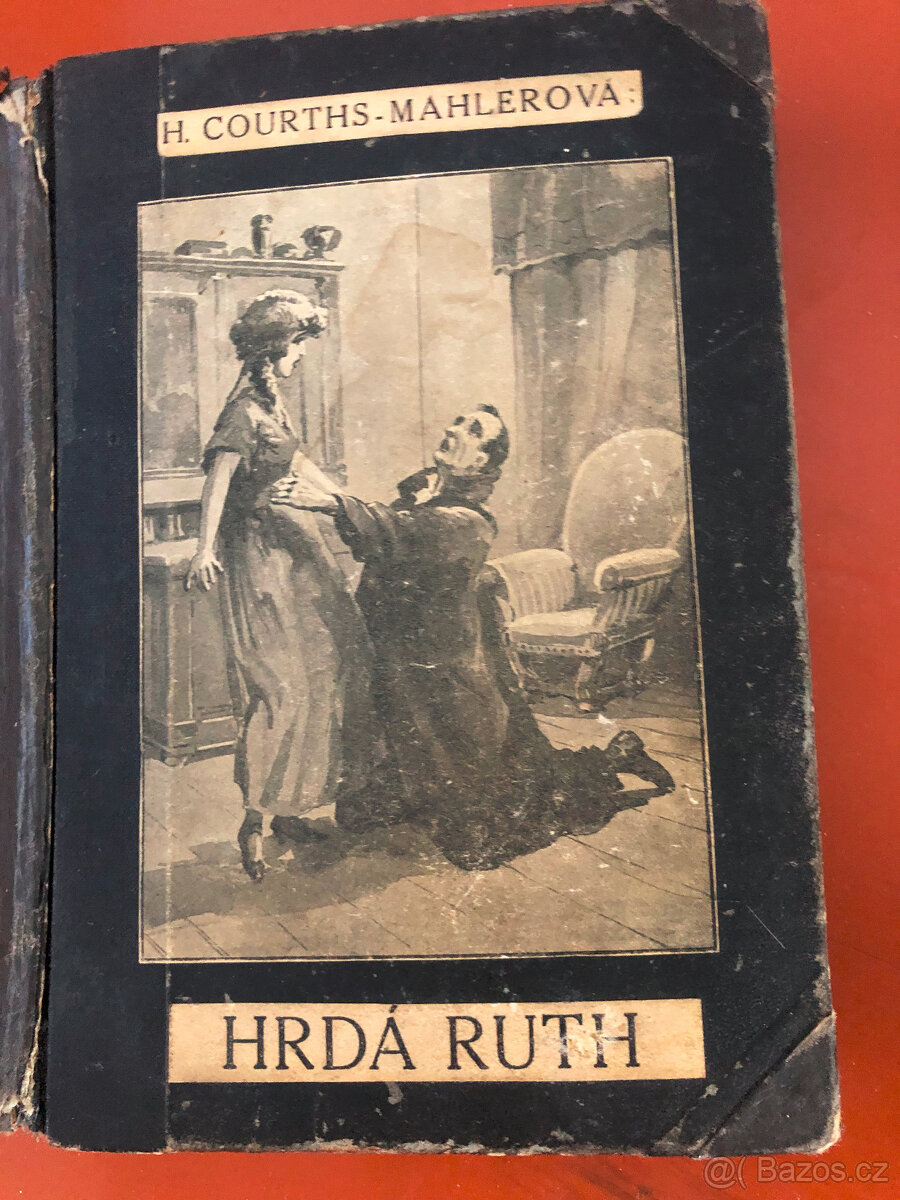 H. COURTHS-MAHLEROVÁ:
HRDÁ RUTH
@( Bazos.cz